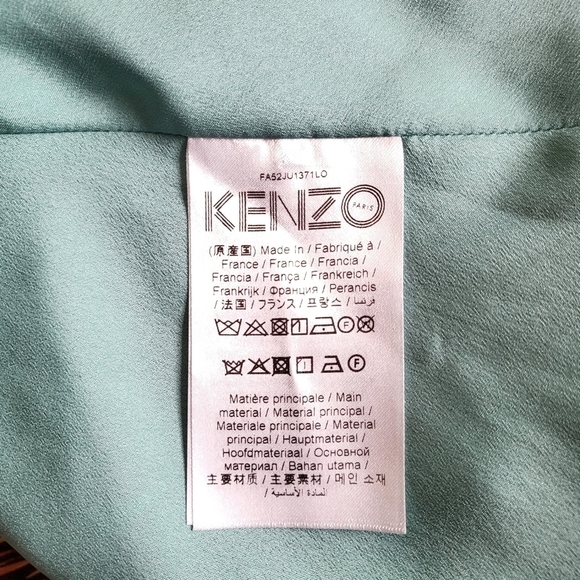 FA52JU1371LO
KENZO
PARIS
(原産国) Made In / Fabriqué à /
France / France / Francia /
Francia / França / Frankreich /
Frankrijk / Франция / Perancis
/ 法国 / フランス / 프랑스 / فرنسا
F
F
Matière principale / Main
material / Material principal /
Materiale principale / Material
principal / Hauptmaterial /
Hoofdmateriaal / Основной
материал / Bahan utama /
主要材质 / 主要素材 / 메인 소재
/ المادة الأساسية /